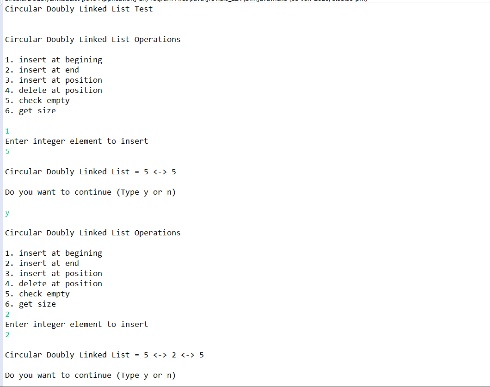 Circular Doubly Linked List Test
Circular Doubly Linked List Operations
1. insert at begining
2. insert at end
3. insert at position
4. delete at position
5. check empty
6. get size
1
Enter integer element to insert
5
Circular Doubly Linked List = 5 <-> 5
Do you want to continue (Type y or n)
y
Circular Doubly Linked List Operations
1. insert at begining
2. insert at end
3. insert at position
4. delete at position
5. check empty
6. get size
2
Enter integer element to insert
2
Circular Doubly Linked List = 5 <-> 2 <-> 5
Do you want to continue (Type y or n)